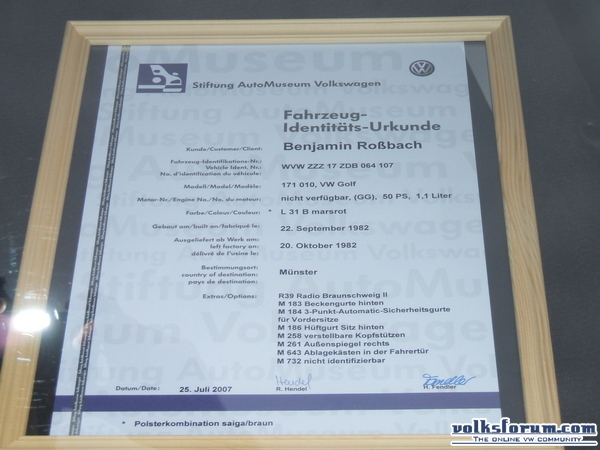 Stiftung AutoMuseum Volkswagen
Fahrzeug-
Identitäts-Urkunde
Kunde/Customer/Client: Benjamin Roßbach
Fahrzeug-Identifikations-Nr./
Vehicle Ident. Nr./ WVW ZZZ 17 ZDB 064 107
No. d'identification du véhicule:
Modell/Model/Modèle: 171 010, VW Golf
Motor-Nr./Engine No./No. du moteur: nicht verfügbar, (GG), 50 PS, 1,1 Liter
Farbe/Colour/Couleur: * L 31 B marsrot
Gebaut am/built on/fabriqué le: 22. September 1982
Ausgeliefert ab Werk am:
left factory on: 20. Oktober 1982
délivré de l'usine le:
Bestimmungsort:
country of destination: Münster
pays de destination:
Extras/Options: R39 Radio Braunschweig II
M 183 Beckengurte hinten
M 184 3-Punkt-Automatic-Sicherheitsgurte
für Vordersitze
M 186 Hüftgurt Sitz hinten
M 258 verstellbare Kopfstützen
M 261 Außenspiegel rechts
M 643 Ablagekästen in der Fahrertür
M 732 nicht identifizierbar
Datum/Date: 25. Juli 2007
Hendel Fendler
R. Hendel H. Fendler
* Polsterkombination saiga/braun
volksforum.com
The online VW community